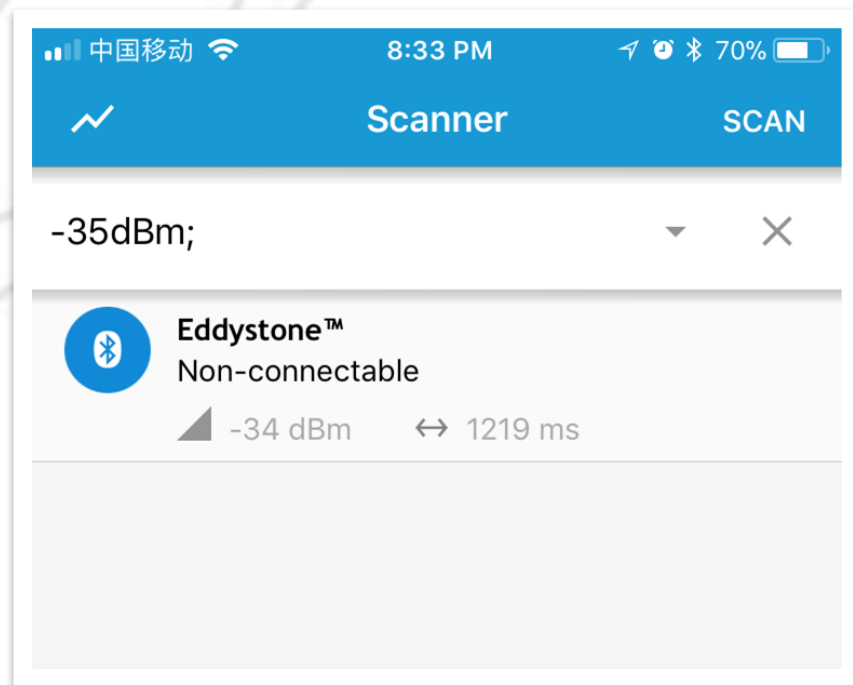 中国移动 8:33 PM 70%
Scanner SCAN
-35dBm;
Eddystone™
Non-connectable
-34 dBm ↔ 1219 ms